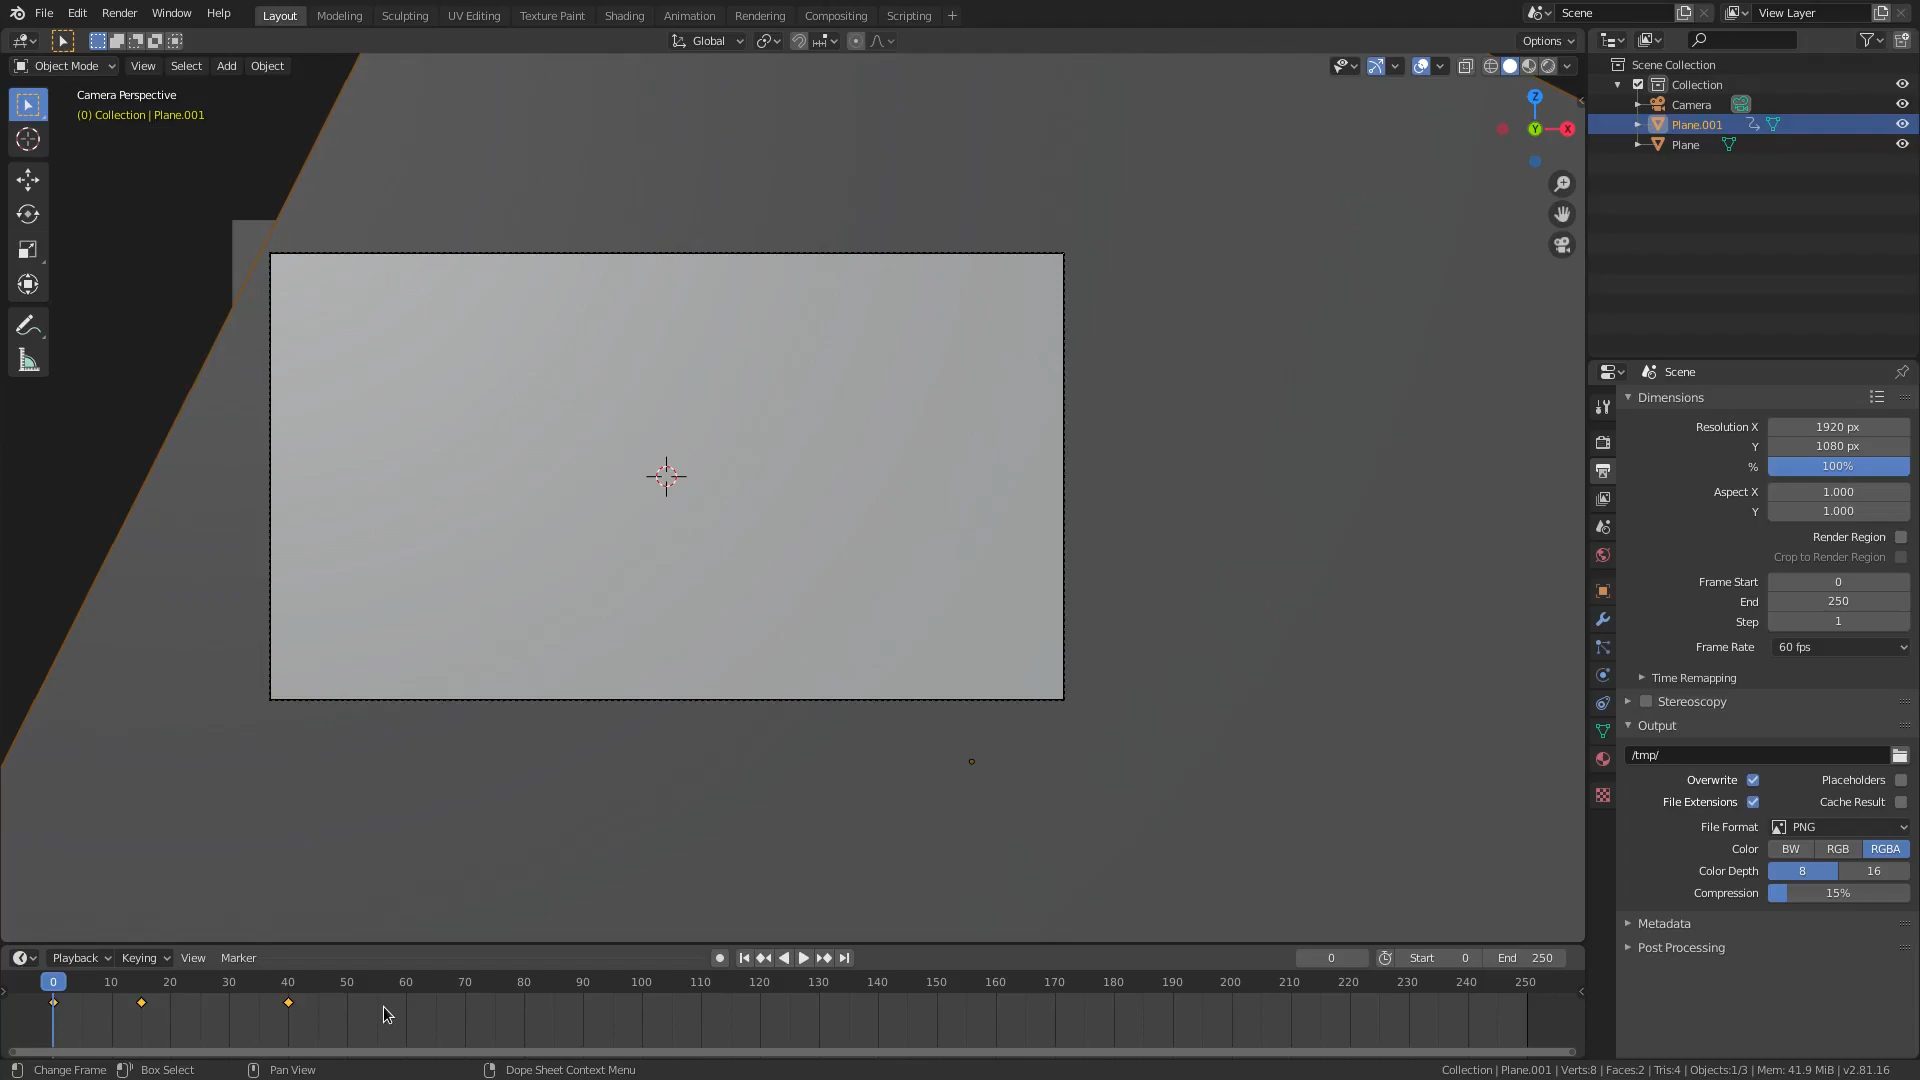 File Edit Render Window Help Layout Modeling Sculpting UV Editing Texture Paint Shading Animation Rendering Compositing Scripting + Scene View Layer
Global Options
Object Mode View Select Add Object
Camera Perspective
(0) Collection | Plane.001
Z
Y
X
Scene Collection
Collection
Camera
Plane.001
Plane
Scene
Dimensions
Resolution X 1920 px
Y 1080 px
% 100%
Aspect X 1.000
Y 1.000
Render Region
Crop to Render Region
Frame Start 0
End 250
Step 1
Frame Rate 60 fps
Time Remapping
Stereoscopy
Output
/tmp/
Overwrite Placeholders
File Extensions Cache Result
File Format PNG
Color BW RGB RGBA
Color Depth 8 16
Compression 15%
Metadata
Post Processing
Playback Keying View Marker 0 Start 0 End 250
0 10 20 30 40 50 60 70 80 90 100 110 120 130 140 150 160 170 180 190 200 210 220 230 240 250
Change Frame Box Select Pan View Dope Sheet Context Menu Collection | Plane.001 | Verts:8 | Faces:2 | Tris:4 | Objects:1/3 | Mem: 41.9 MiB | v2.81.16